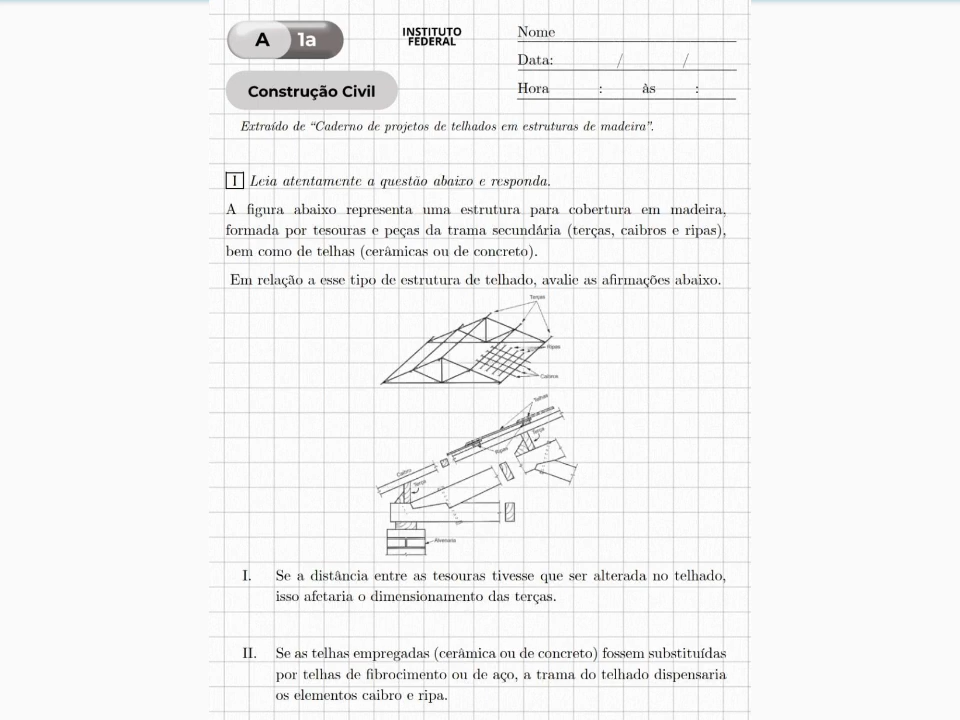 A 1a
INSTITUTO
FEDERAL
Nome
Data: / /
Hora : às :
Construção Civil
Extraído de “Caderno de projetos de telhados em estruturas de madeira”.
I Leia atentamente a questão abaixo e responda.
A figura abaixo representa uma estrutura para cobertura em madeira,
formada por tesouras e peças da trama secundária (terças, caibros e ripas),
bem como de telhas (cerâmicas ou de concreto).
Em relação a esse tipo de estrutura de telhado, avalie as afirmações abaixo.
Terças
Ripas
Caibros
Telhas
Terça
Ripas
Caibro
Terça
Alvenaria
I. Se a distância entre as tesouras tivesse que ser alterada no telhado,
isso afetaria o dimensionamento das terças.
II. Se as telhas empregadas (cerâmica ou de concreto) fossem substituídas
por telhas de fibrocimento ou de aço, a trama do telhado dispensaria
os elementos caibro e ripa.